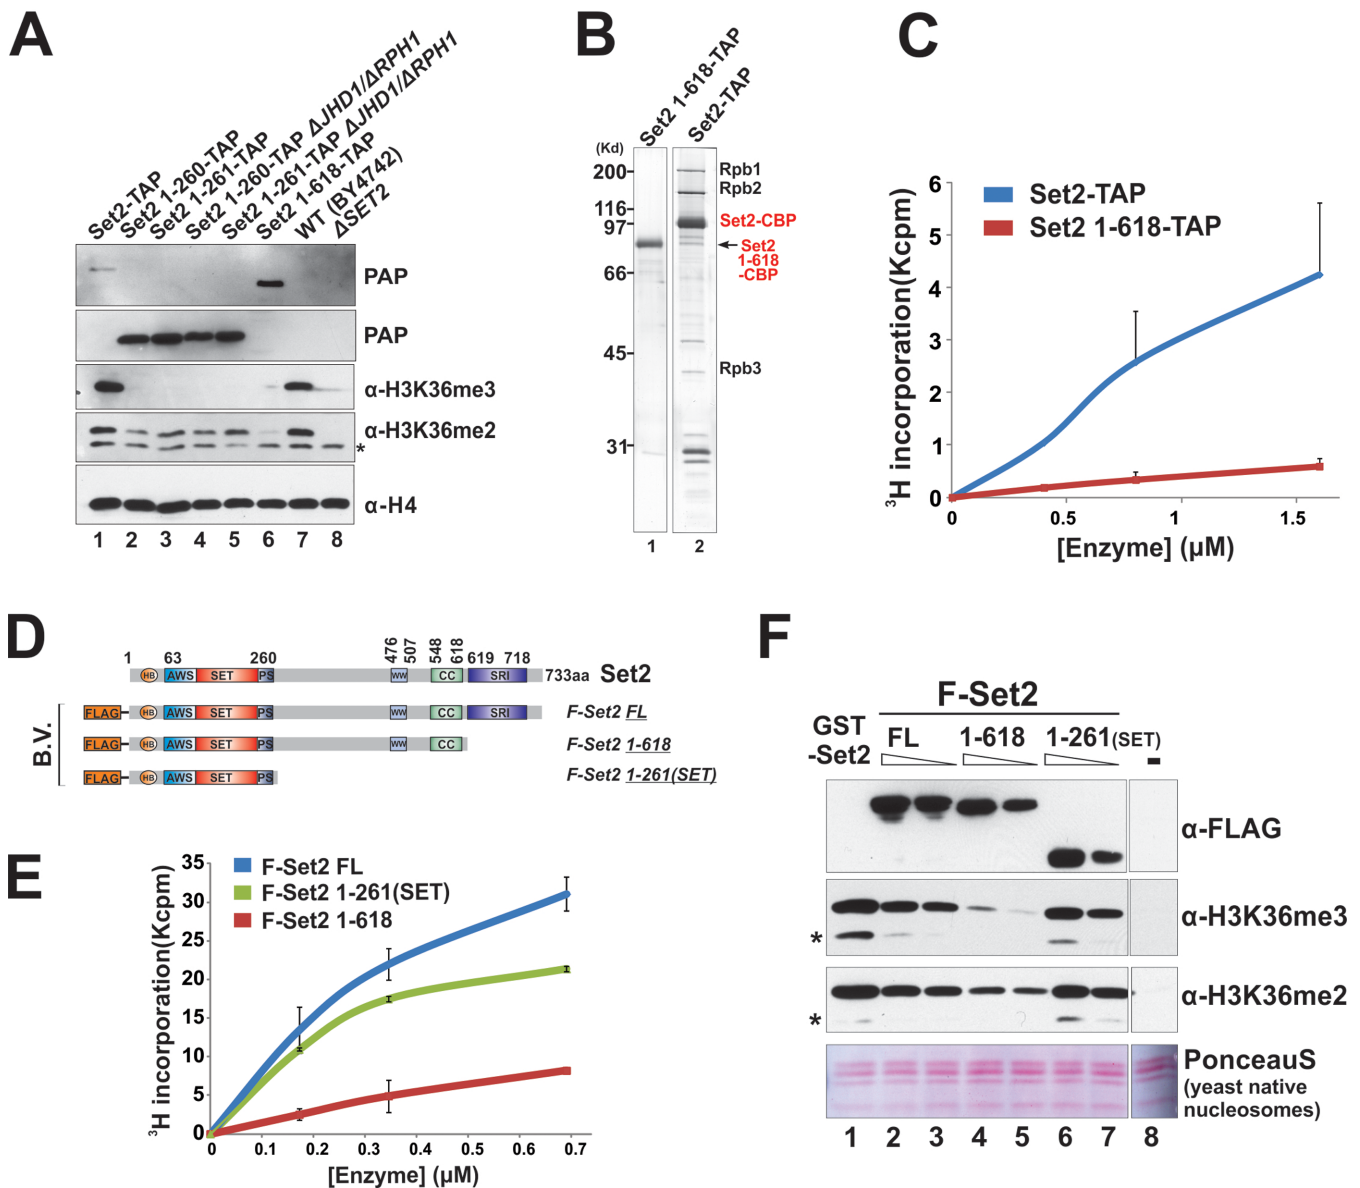 A
Set2-TAP
Set2 1-260-TAP
Set2 1-261-TAP
Set2 1-260-TAP ΔJHD1/ΔRPH1
Set2 1-261-TAP ΔJHD1/ΔRPH1
Set2 1-618-TAP
WT (BY4742)
ΔSET2
PAP
PAP
α-H3K36me3
α-H3K36me2
*
α-H4
1 2 3 4 5 6 7 8
B
Set2 1-618-TAP
Set2-TAP
(Kd)
200
116
97
66
45
31
Rpb1
Rpb2
Set2-CBP
Set2
1-618
-CBP
Rpb3
1 2
C
Set2-TAP
Set2 1-618-TAP
³H incorporation(Kcpm)
6
5
4
3
2
1
0
0 0.5 1 1.5
[Enzyme] (μM)
D
1 63 260 476 507 548 618 619 718
HB AWS SET PS WW CC SRI 733aa Set2
B.V.
FLAG HB AWS SET PS WW CC SRI F-Set2 FL
FLAG HB AWS SET PS WW CC F-Set2 1-618
FLAG HB AWS SET PS F-Set2 1-261(SET)
E
F-Set2 FL
F-Set2 1-261(SET)
F-Set2 1-618
³H incorporation(Kcpm)
35
30
25
20
15
10
5
0
0 0.1 0.2 0.3 0.4 0.5 0.6 0.7
[Enzyme] (μM)
F
F-Set2
GST
-Set2
FL 1-618 1-261(SET) -
α-FLAG
α-H3K36me3
*
α-H3K36me2
*
PonceauS
(yeast native
nucleosomes)
1 2 3 4 5 6 7 8